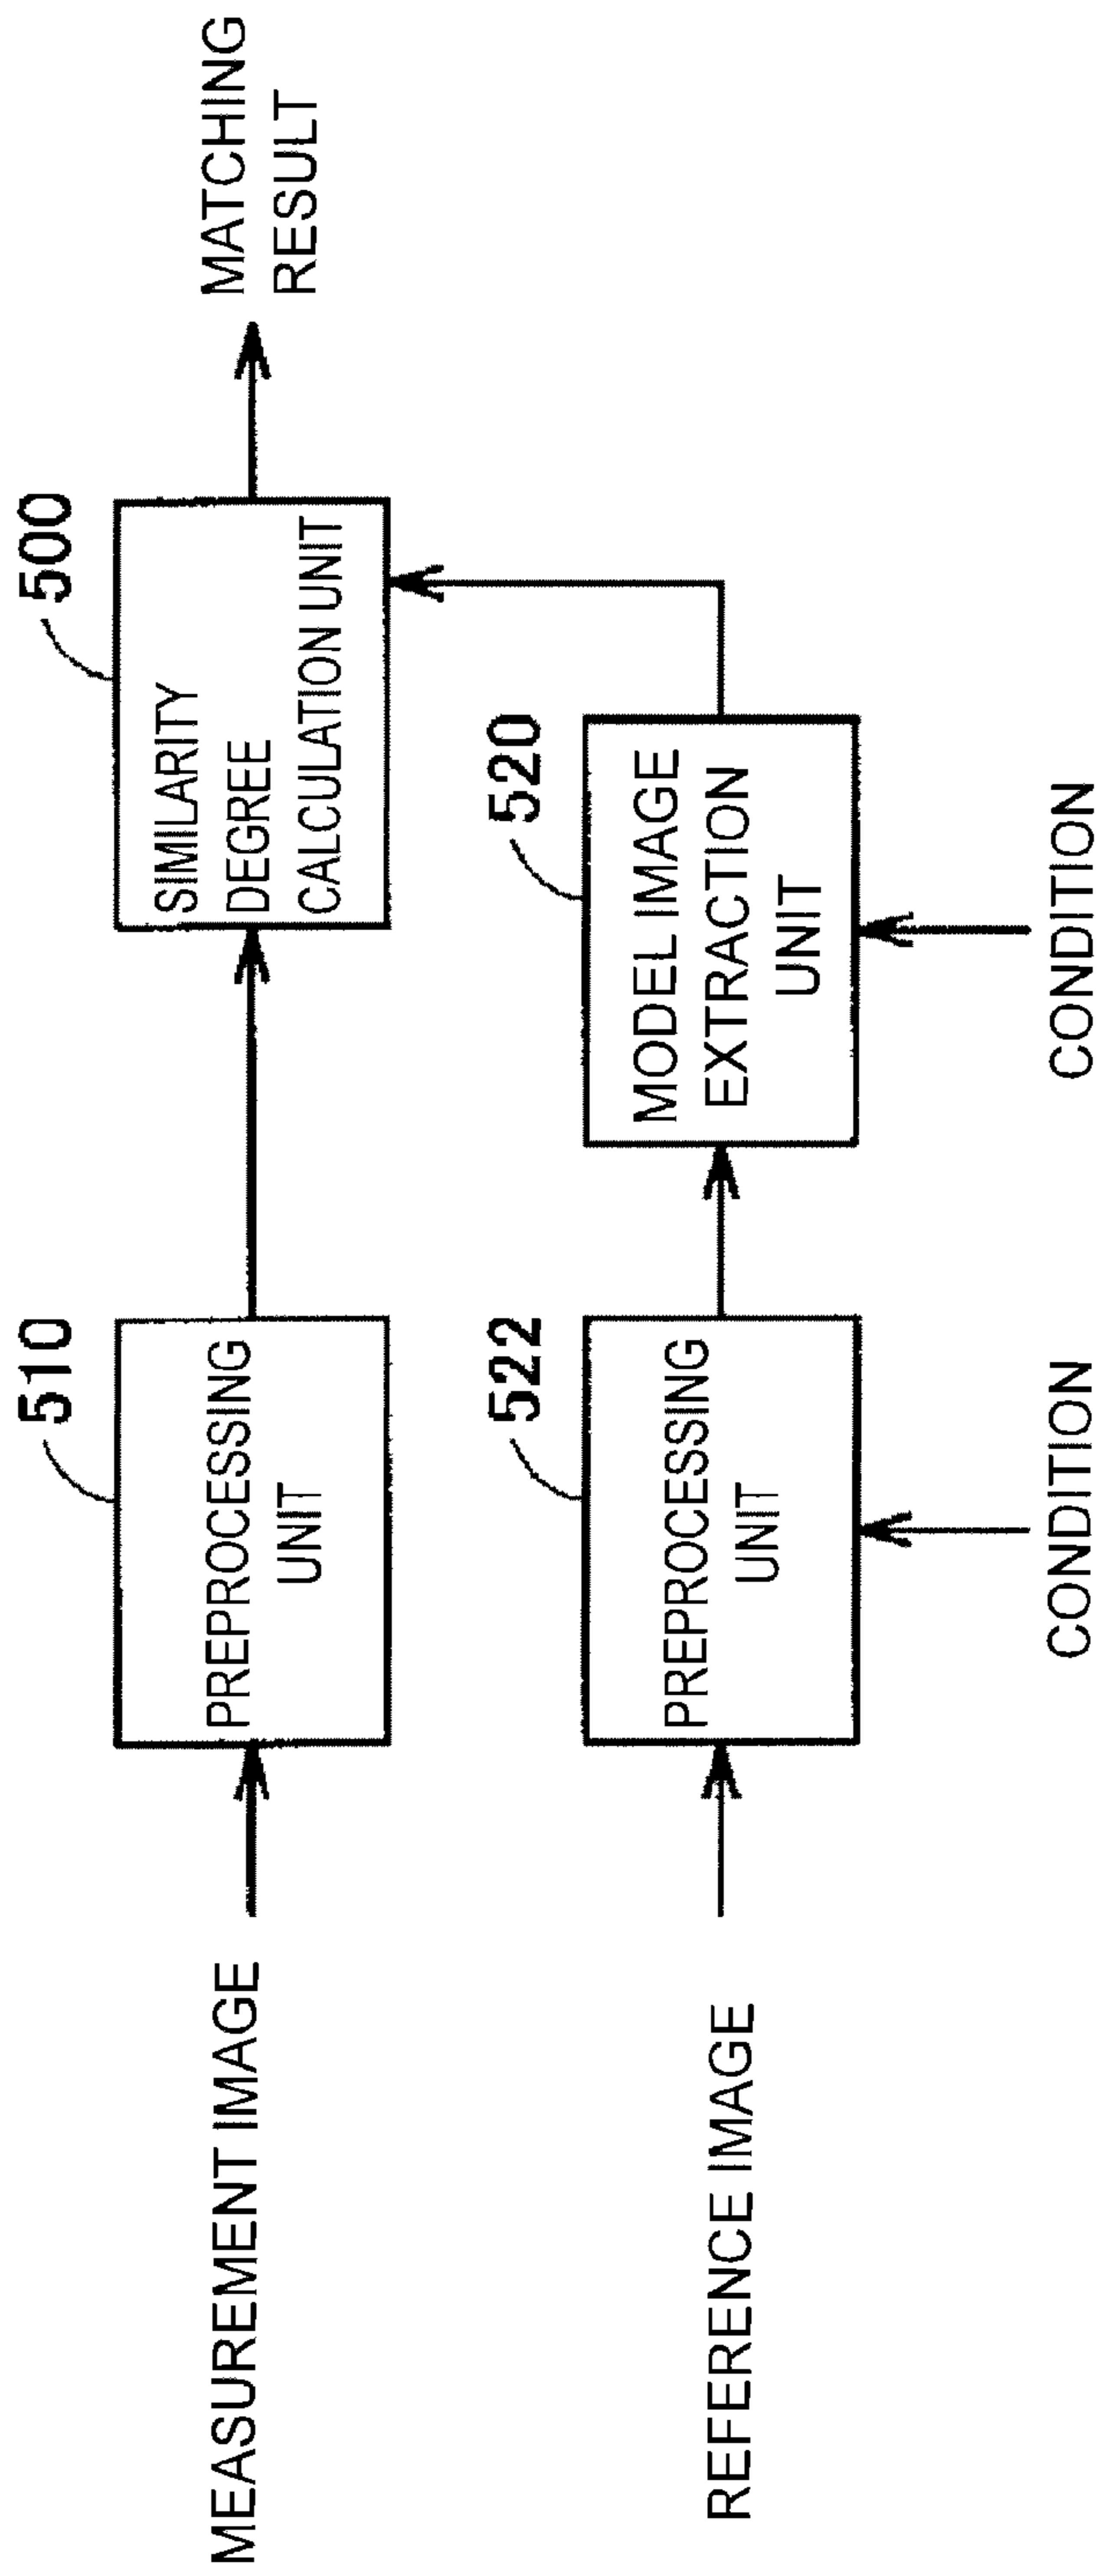 MEASUREMENT IMAGE
510
PREPROCESSING
UNIT
500
SIMILARITY
DEGREE
CALCULATION UNIT
MATCHING
RESULT
REFERENCE IMAGE
522
PREPROCESSING
UNIT
520
MODEL IMAGE
EXTRACTION
UNIT
CONDITION
CONDITION